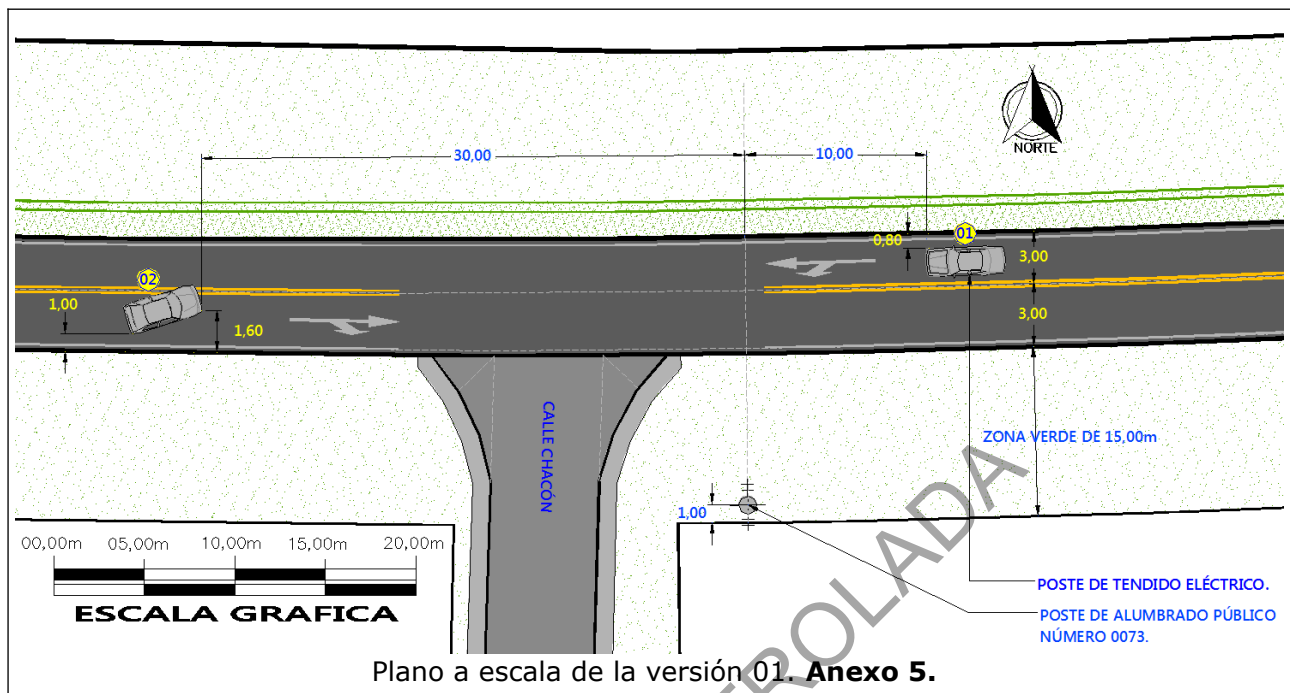 NORTE
30,00
10,00
0,80
01
3,00
02
1,00
1,60
3,00
CALLE CHACÓN
ZONA VERDE DE 15,00m
1,00
00,00m 05,00m 10,00m 15,00m 20,00m
ESCALA GRAFICA
POSTE DE TENDIDO ELÉCTRICO.
POSTE DE ALUMBRADO PÚBLICO
NÚMERO 0073.
TROLADA
Plano a escala de la versión 01. Anexo 5.